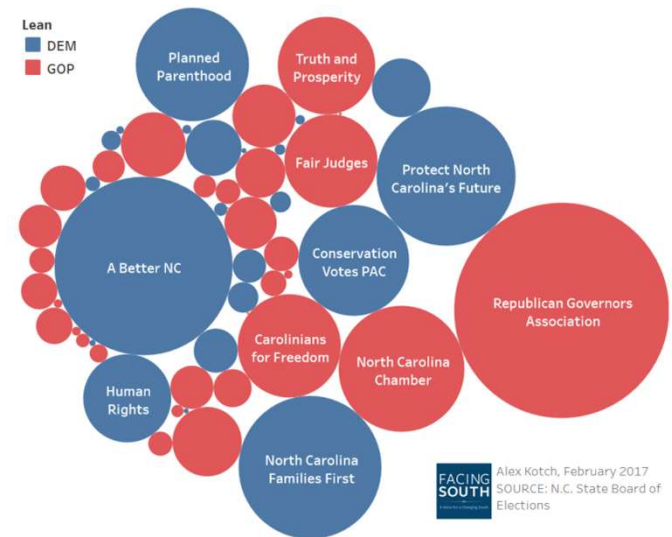 Lean
DEM
GOP
Planned
Parenthood
Truth and
Prosperity
Fair Judges
Protect North
Carolina's Future
A Better NC
Conservation
Votes PAC
Republican Governors
Association
Carolinians
for Freedom
North Carolina
Chamber
Human
Rights
North Carolina
Families First
FACING
SOUTH
Alex Kotch, February 2017
SOURCE: N.C. State Board of
Elections